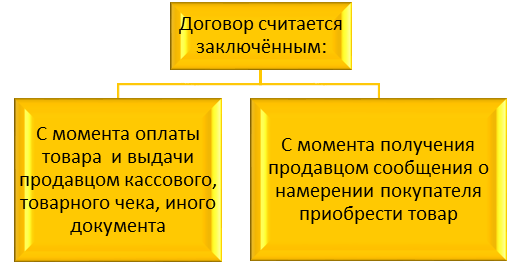 Договор считается
заключённым:
С момента оплаты
товара и выдачи
продавцом кассового,
товарного чека, иного
документа
С момента получения
продавцом сообщения о
намерении покупателя
приобрести товар